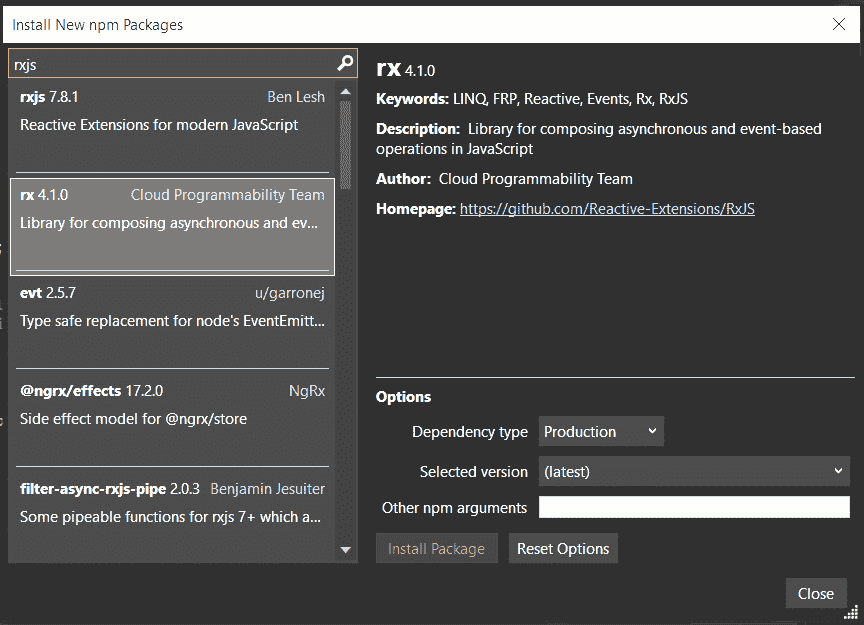 Install New npm Packages
rxjs
rxjs 7.8.1 Ben Lesh
Reactive Extensions for modern JavaScript
rx 4.1.0 Cloud Programmability Team
Library for composing asynchronous and ev...
evt 2.5.7 u/garronej
Type safe replacement for node's EventEmitt...
@ngrx/effects 17.2.0 NgRx
Side effect model for @ngrx/store
filter-async-rxjs-pipe 2.0.3 Benjamin Jesuiter
Some pipeable functions for rxjs 7+ which a...
rx 4.1.0
Keywords: LINQ, FRP, Reactive, Events, Rx, RxJS
Description: Library for composing asynchronous and event-based
operations in JavaScript
Author: Cloud Programmability Team
Homepage: https://github.com/Reactive-Extensions/RxJS
Options
Dependency type Production
Selected version (latest)
Other npm arguments
Install Package Reset Options
Close